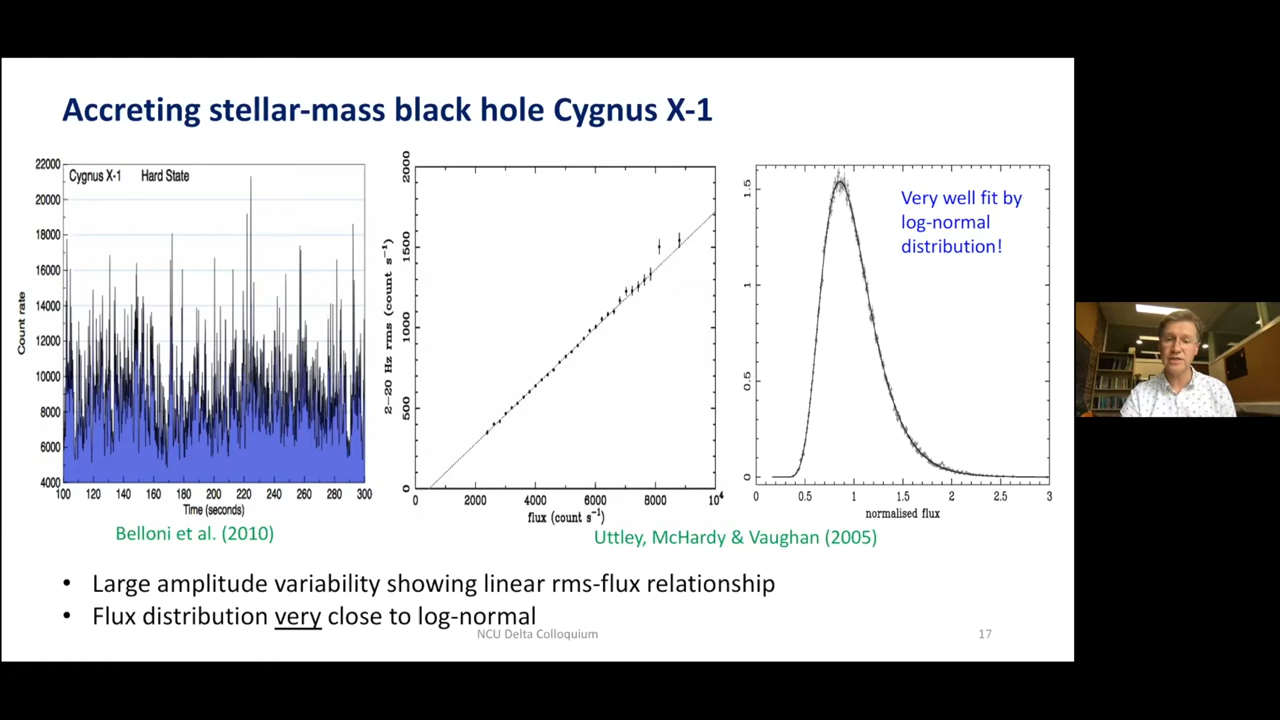 Accreting stellar-mass black hole Cygnus X-1
22000
20000
18000
16000
14000
12000
10000
8000
6000
4000
Count rate
Cygnus X-1 Hard State
100 120 140 160 180 200 220 240 260 280 300
Time (seconds)
Belloni et al. (2010)
2000
1500
1000
500
0
2−20 Hz rms (count s⁻¹)
0 2000 4000 6000 8000 10⁴
flux (count s⁻¹)
1.5
1
0.5
0
Very well fit by
log-normal
distribution!
0 0.5 1 1.5 2 2.5 3
normalised flux
Uttley, McHardy & Vaughan (2005)
• Large amplitude variability showing linear rms-flux relationship
• Flux distribution very close to log-normal
NCU Delta Colloquium
17